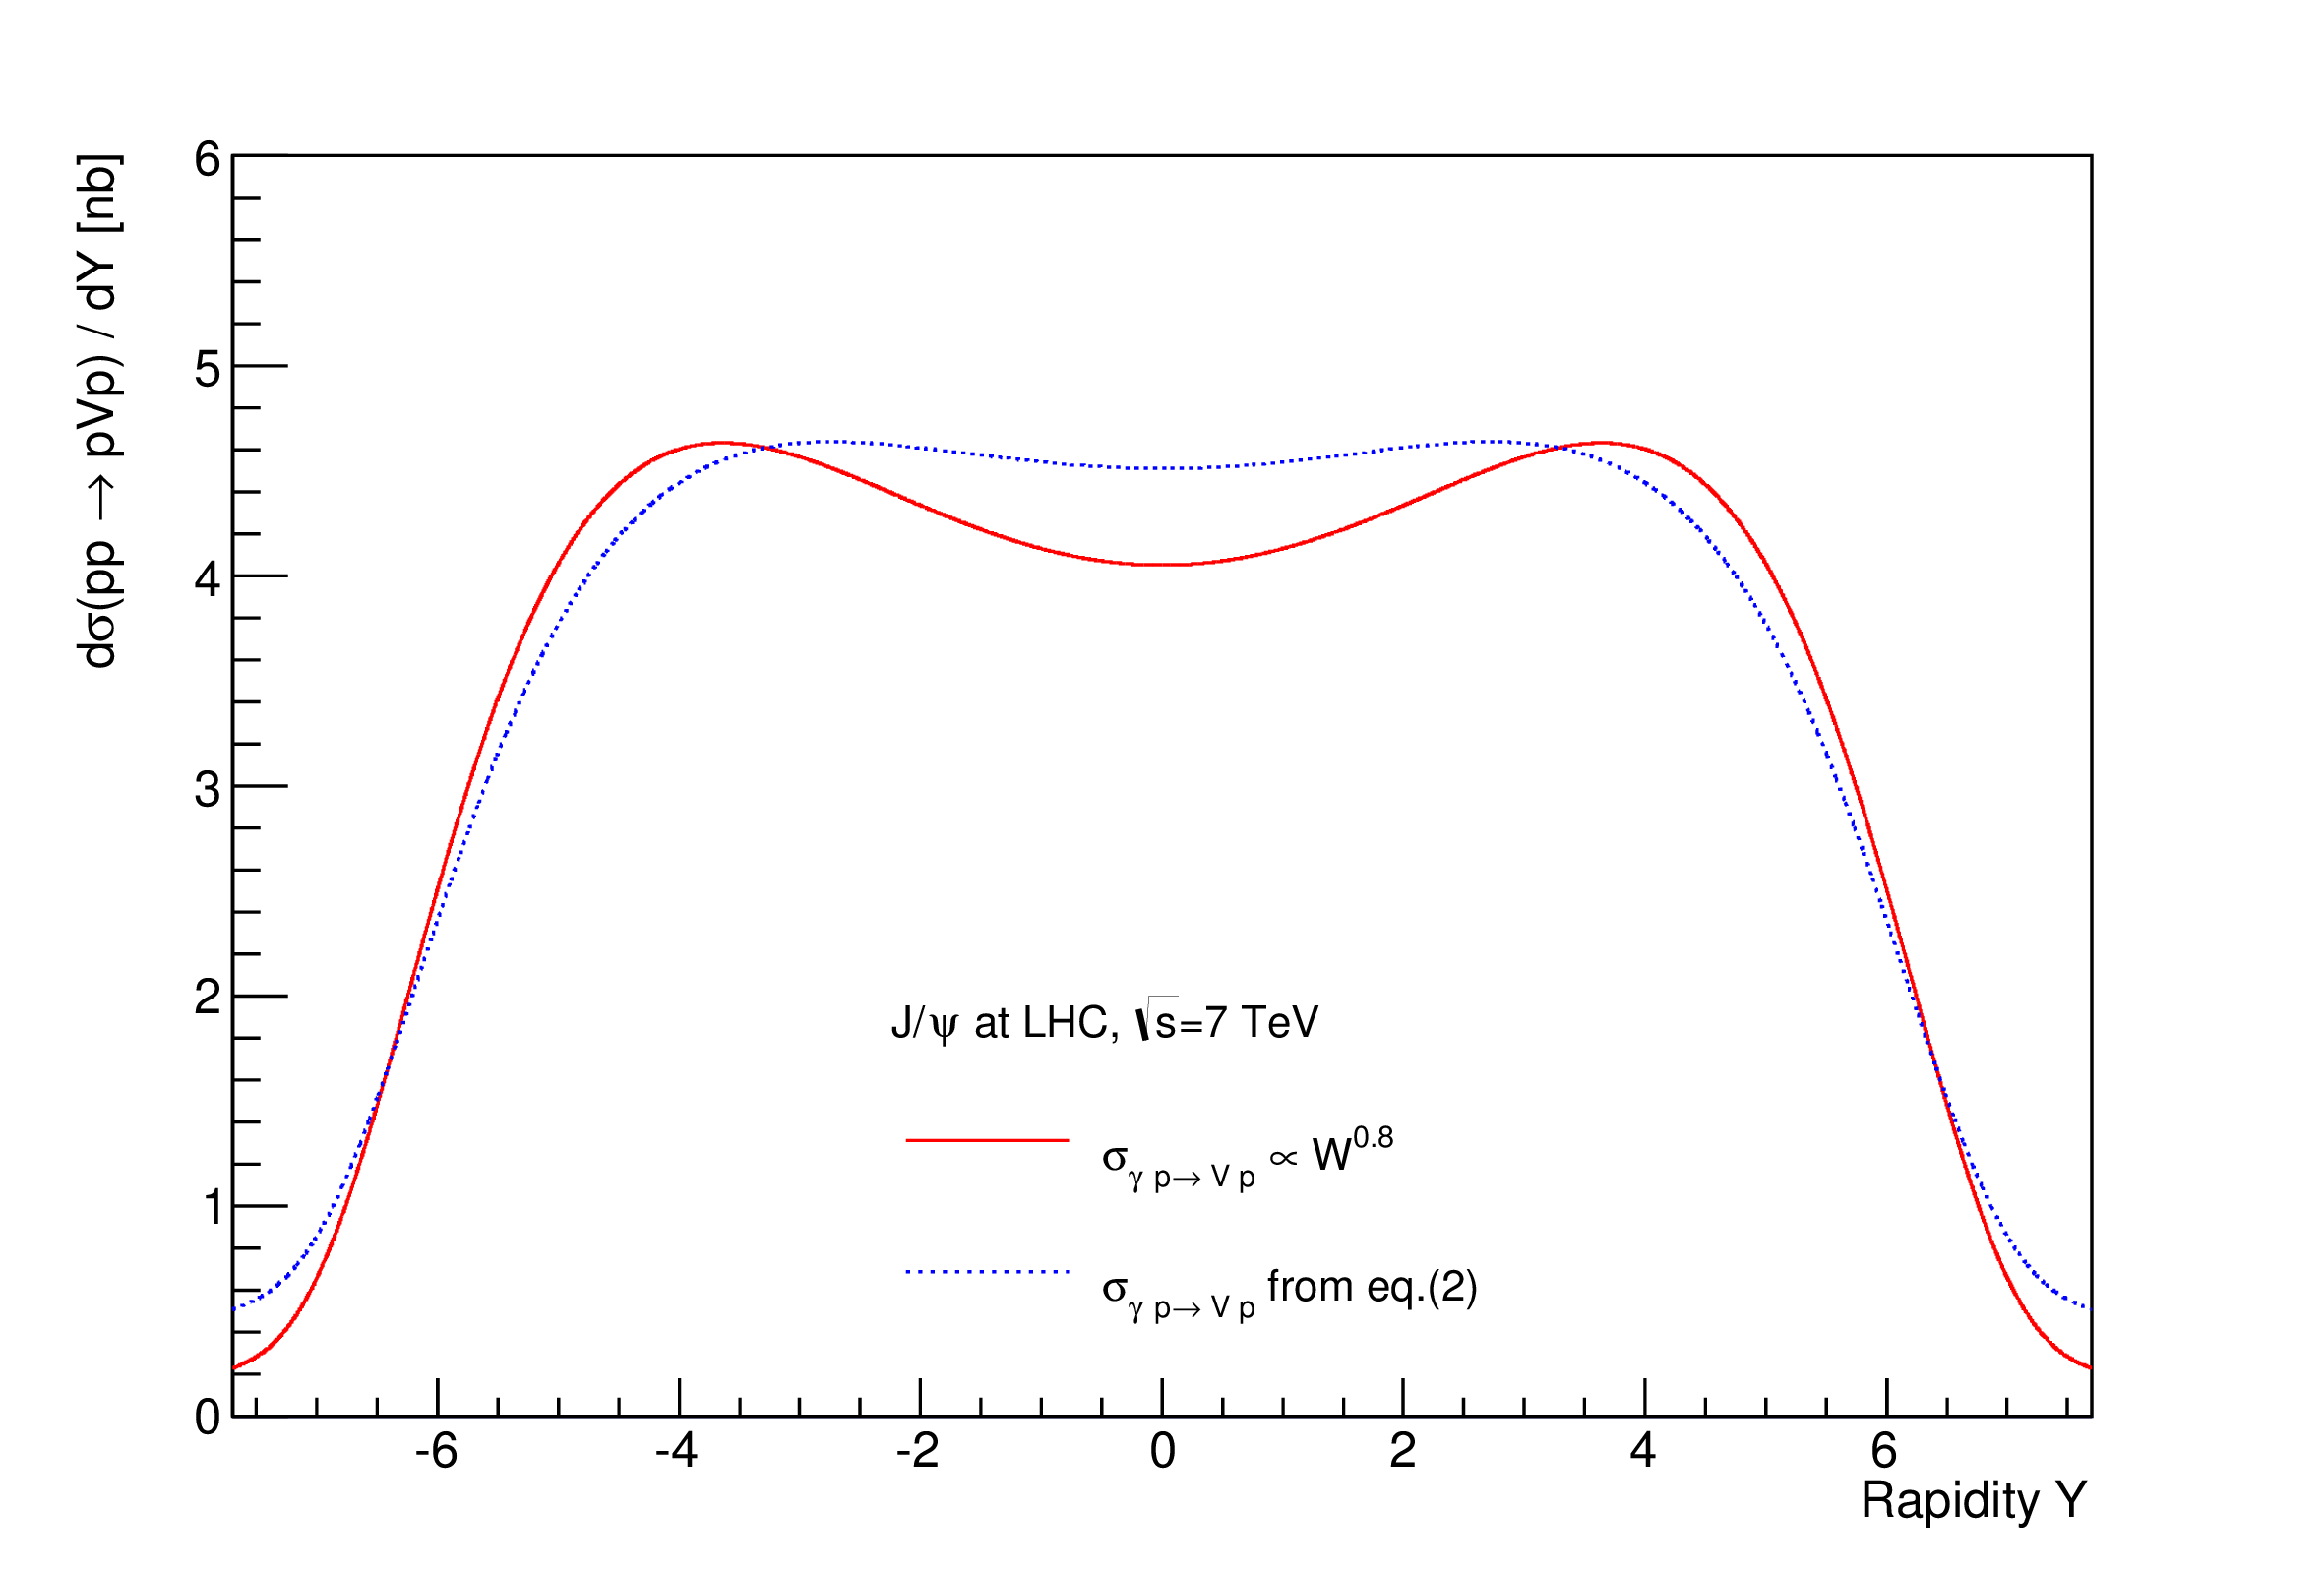 dσ(pp → pVp) / dY [nb]
6
5
4
3
2
1
0
J/ψ at LHC, √s=7 TeV
σγ p→ V p ∝ W^0.8
σγ p→ V p from eq.(2)
-6 -4 -2 0 2 4 6
Rapidity Y